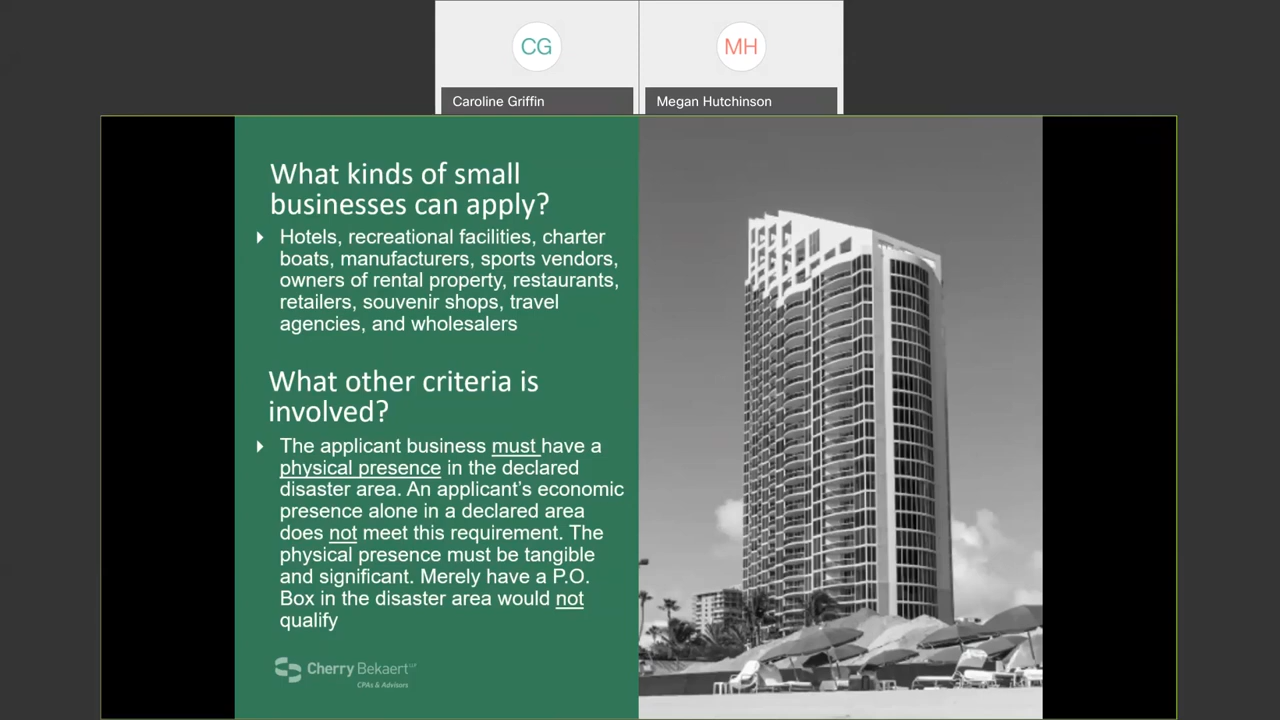 CG
MH
Caroline Griffin
Megan Hutchinson
What kinds of small
businesses can apply?
Hotels, recreational facilities, charter
boats, manufacturers, sports vendors,
owners of rental property, restaurants,
retailers, souvenir shops, travel
agencies, and wholesalers
What other criteria is
involved?
The applicant business must have a
physical presence in the declared
disaster area. An applicant’s economic
presence alone in a declared area
does not meet this requirement. The
physical presence must be tangible
and significant. Merely have a P.O.
Box in the disaster area would not
qualify
Cherry Bekaert LLP
CPAs & Advisors